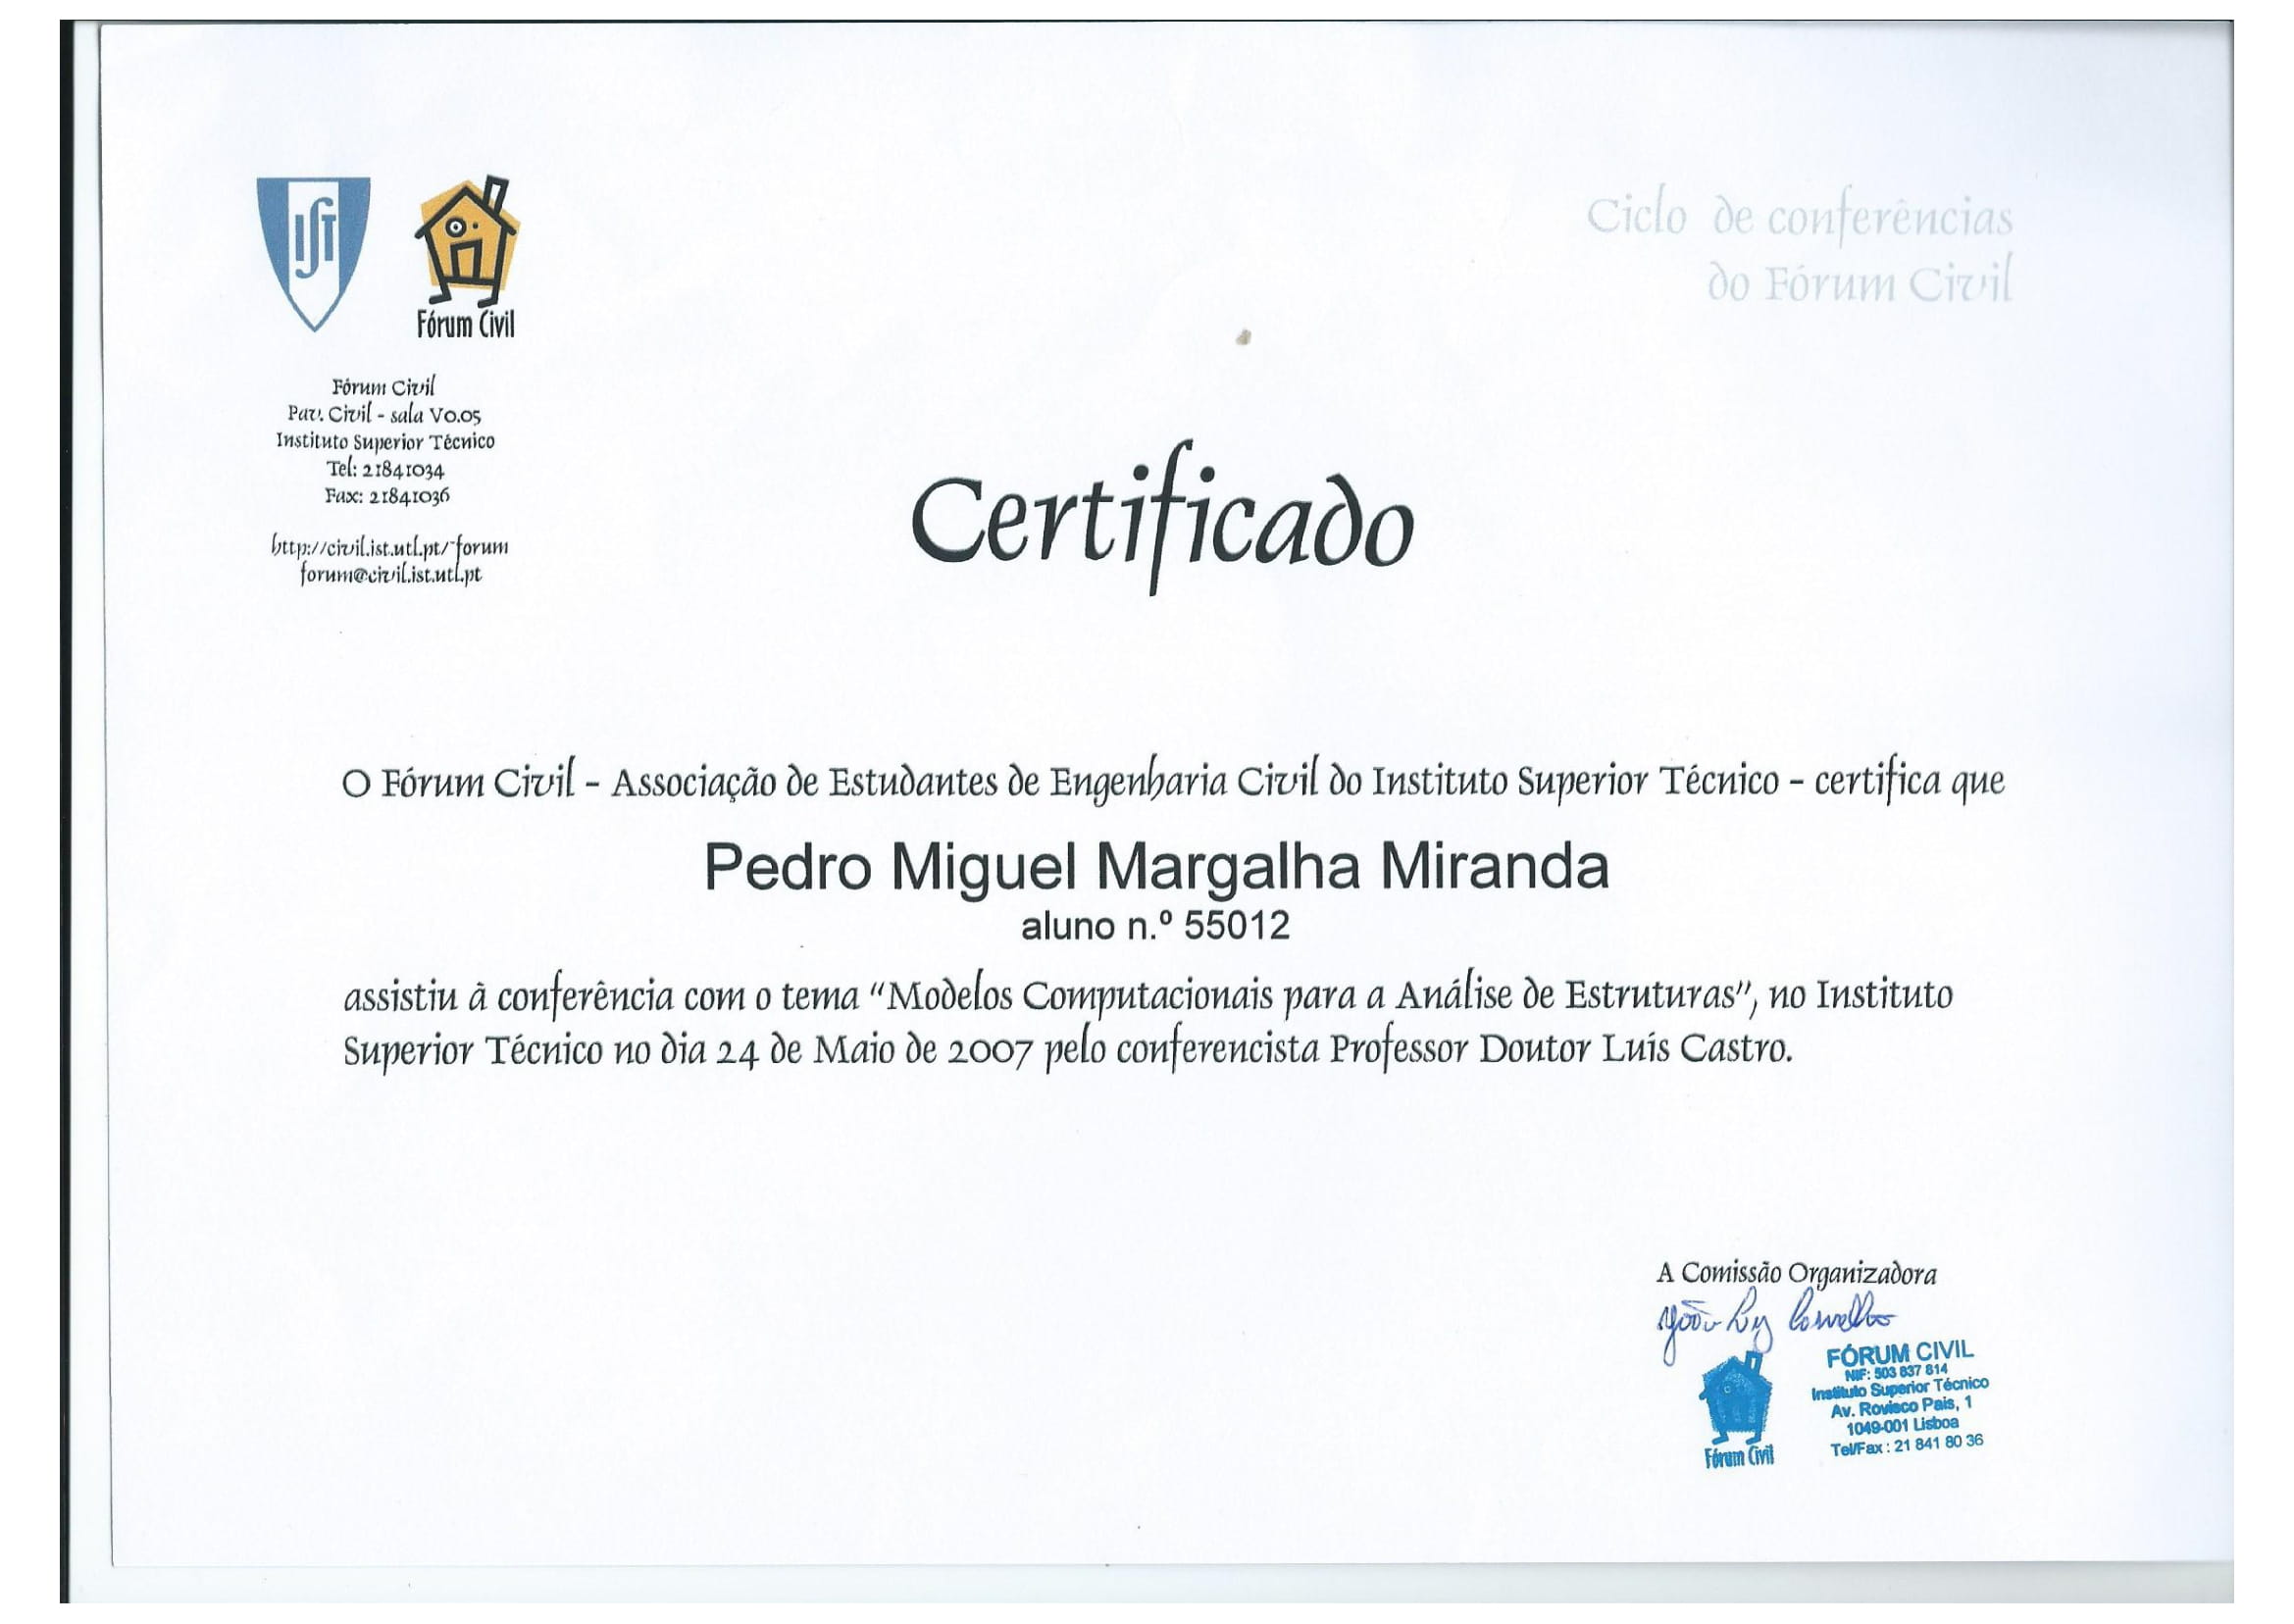 IST
Fórum Civil
Ciclo de conferências
do Fórum Civil
Fórum Civil
Pav. Civil - sala V0.05
Instituto Superior Técnico
Tel: 21841034
Fax: 21841036
http://civil.ist.utl.pt/~forum
forum@civil.ist.utl.pt
Certificado
O Fórum Civil - Associação de Estudantes de Engenharia Civil do Instituto Superior Técnico - certifica que
Pedro Miguel Margalha Miranda
aluno n.º 55012
assistiu à conferência com o tema “Modelos Computacionais para a Análise de Estruturas”, no Instituto
Superior Técnico no dia 24 de Maio de 2007 pelo conferencista Professor Doutor Luís Castro.
A Comissão Organizadora
FÓRUM CIVIL
NIF: 503 837 814
Instituto Superior Técnico
Av. Rovisco Pais, 1
1049-001 Lisboa
Tel/Fax : 21 841 80 36
Fórum Civil